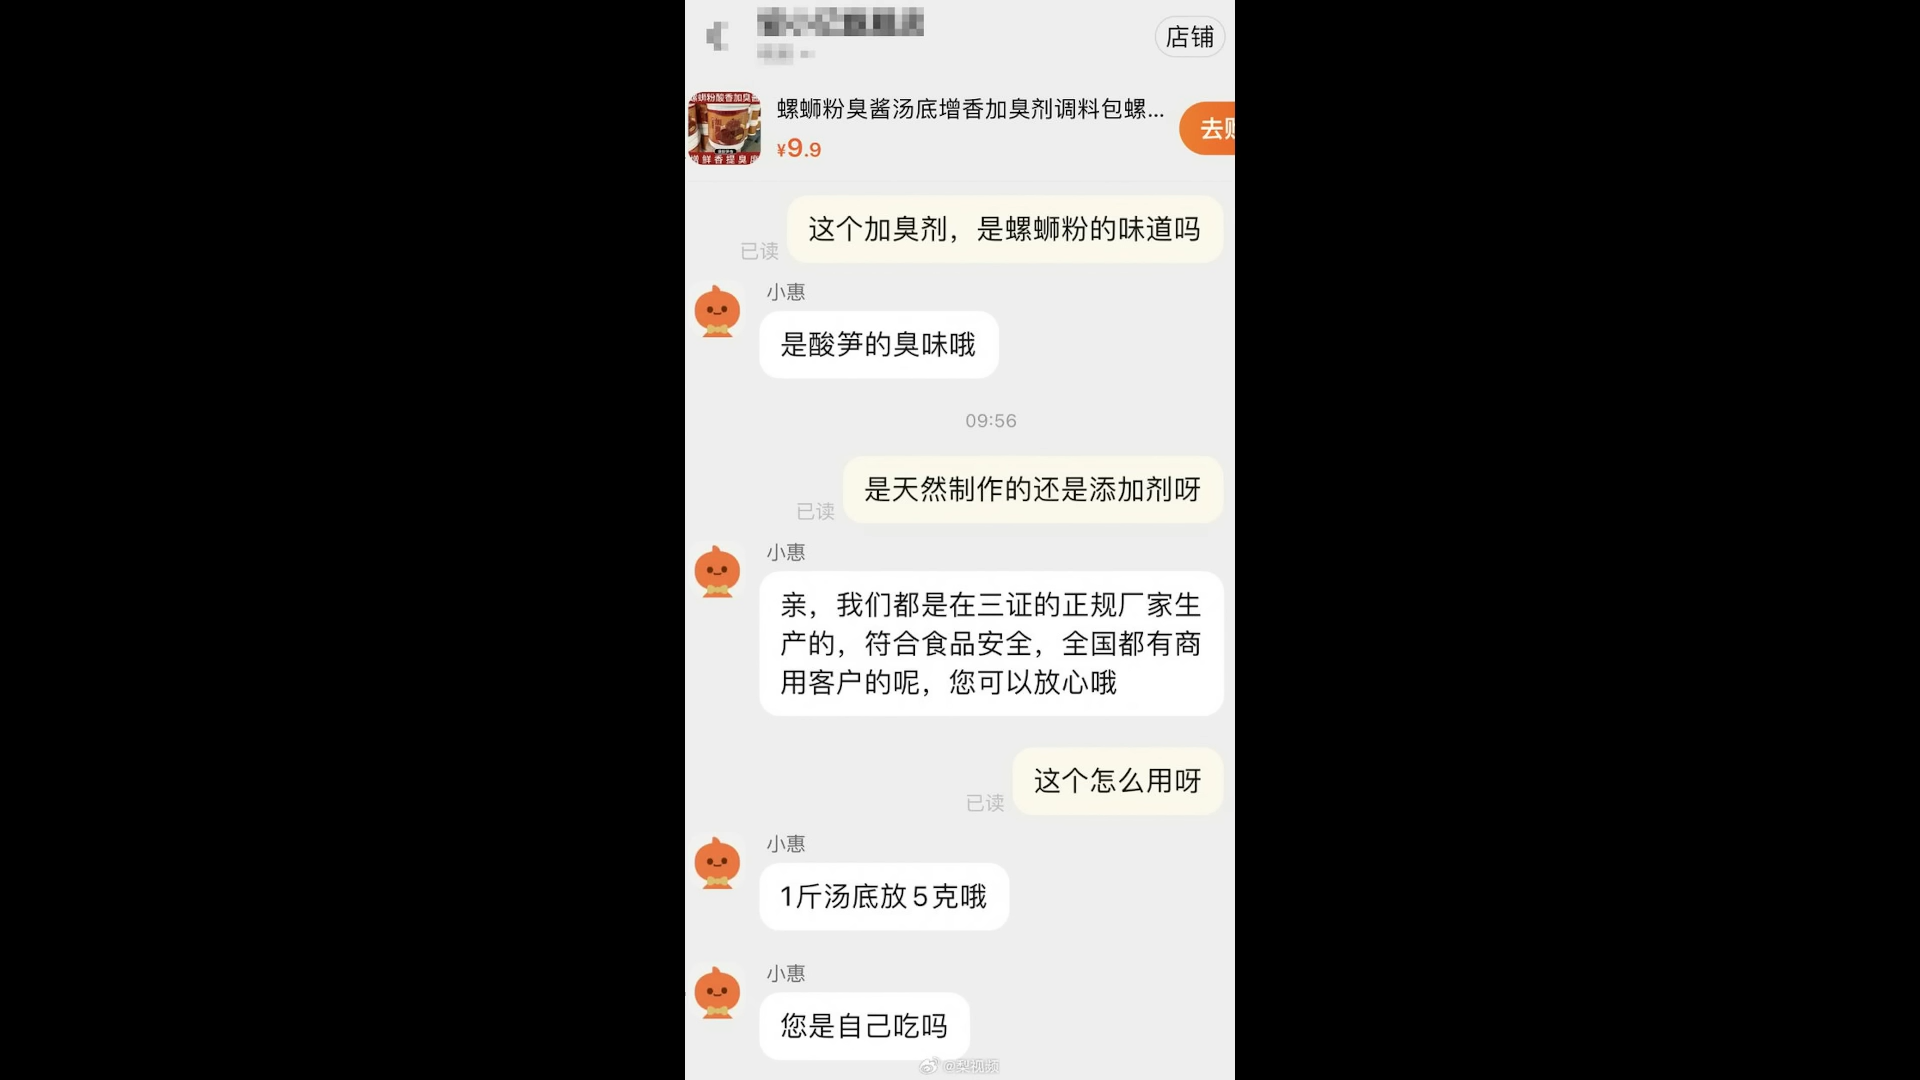 店铺
螺蛳粉臭酱汤底增香加臭剂调料包螺...
¥9.9
去购
这个加臭剂，是螺蛳粉的味道吗
已读
小惠
是酸笋的臭味哦
09:56
是天然制作的还是添加剂呀
已读
小惠
亲，我们都是在三证的正规厂家生
产的，符合食品安全，全国都有商
用客户的呢，您可以放心哦
这个怎么用呀
已读
小惠
1斤汤底放5克哦
小惠
您是自己吃吗
@梨视频